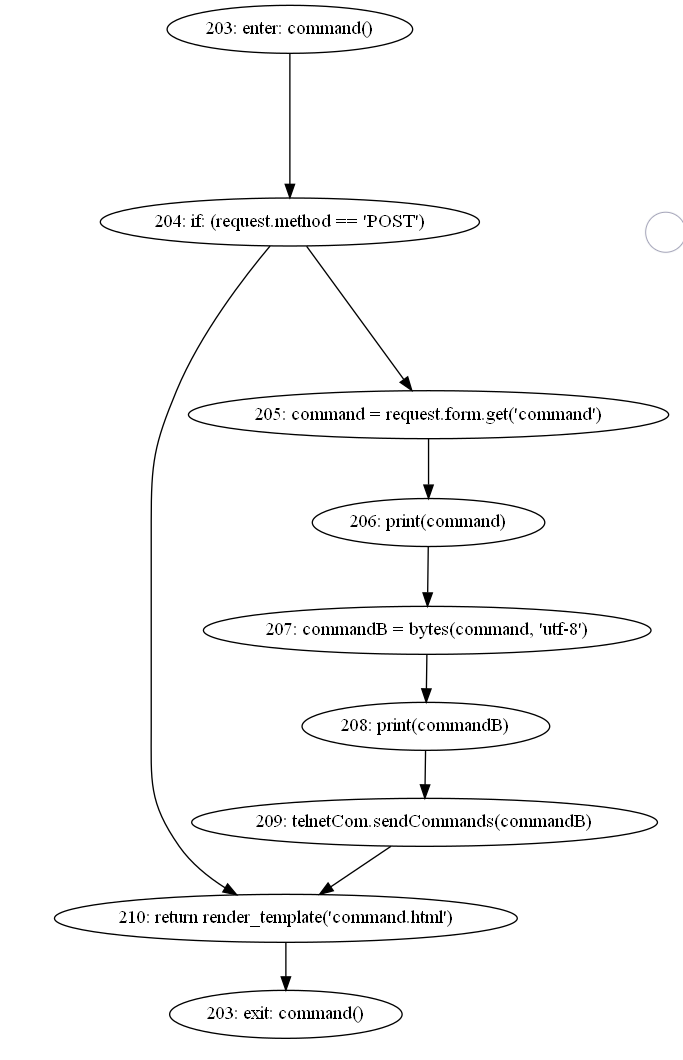 203: enter: command()
204: if: (request.method == 'POST')
205: command = request.form.get('command')
206: print(command)
207: commandB = bytes(command, 'utf-8')
208: print(commandB)
209: telnetCom.sendCommands(commandB)
210: return render_template('command.html')
203: exit: command()